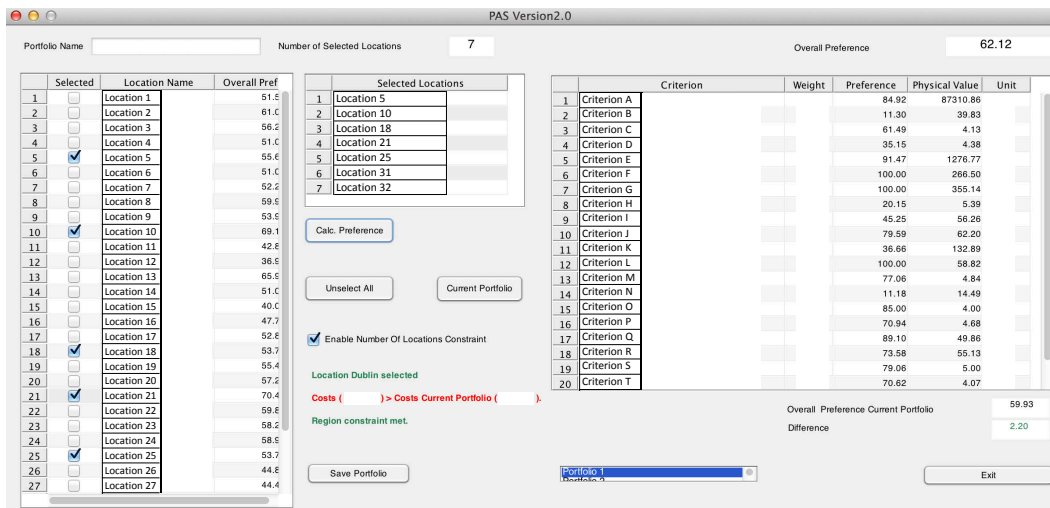 PAS Version2.0
Portfolio Name
Number of Selected Locations 7
Overall Preference 62.12
Selected Location Name Overall Pref
1 Location 1 51.5
2 Location 2 61.0
3 Location 3 56.2
4 Location 4 51.0
5 Location 5 55.6
6 Location 6 51.0
7 Location 7 52.2
8 Location 8 59.9
9 Location 9 53.9
10 Location 10 69.1
11 Location 11 42.8
12 Location 12 36.9
13 Location 13 65.9
14 Location 14 51.0
15 Location 15 40.0
16 Location 16 47.7
17 Location 17 52.8
18 Location 18 53.7
19 Location 19 55.4
20 Location 20 57.2
21 Location 21 70.4
22 Location 22 59.8
23 Location 23 58.2
24 Location 24 58.9
25 Location 25 53.7
26 Location 26 44.8
27 Location 27 44.4
Selected Locations
1 Location 5
2 Location 10
3 Location 18
4 Location 21
5 Location 25
6 Location 31
7 Location 32
Calc. Preference
Unselect All
Current Portfolio
Enable Number Of Locations Constraint
Location Dublin selected
Costs ( ) > Costs Current Portfolio ( ).
Region constraint met.
Save Portfolio
Criterion Weight Preference Physical Value Unit
1 Criterion A 84.92 87310.86
2 Criterion B 11.30 39.83
3 Criterion C 61.49 4.13
4 Criterion D 35.15 4.38
5 Criterion E 91.47 1276.77
6 Criterion F 100.00 266.50
7 Criterion G 100.00 355.14
8 Criterion H 20.15 5.39
9 Criterion I 45.25 56.26
10 Criterion J 79.59 62.20
11 Criterion K 36.66 132.89
12 Criterion L 100.00 58.82
13 Criterion M 77.06 4.84
14 Criterion N 11.18 14.49
15 Criterion O 85.00 4.00
16 Criterion P 70.94 4.68
17 Criterion Q 89.10 49.86
18 Criterion R 73.58 55.13
19 Criterion S 79.06 5.00
20 Criterion T 70.62 4.07
Overall Preference Current Portfolio 59.93
Difference 2.20
Portfolio 1
Portfolio 2
Exit